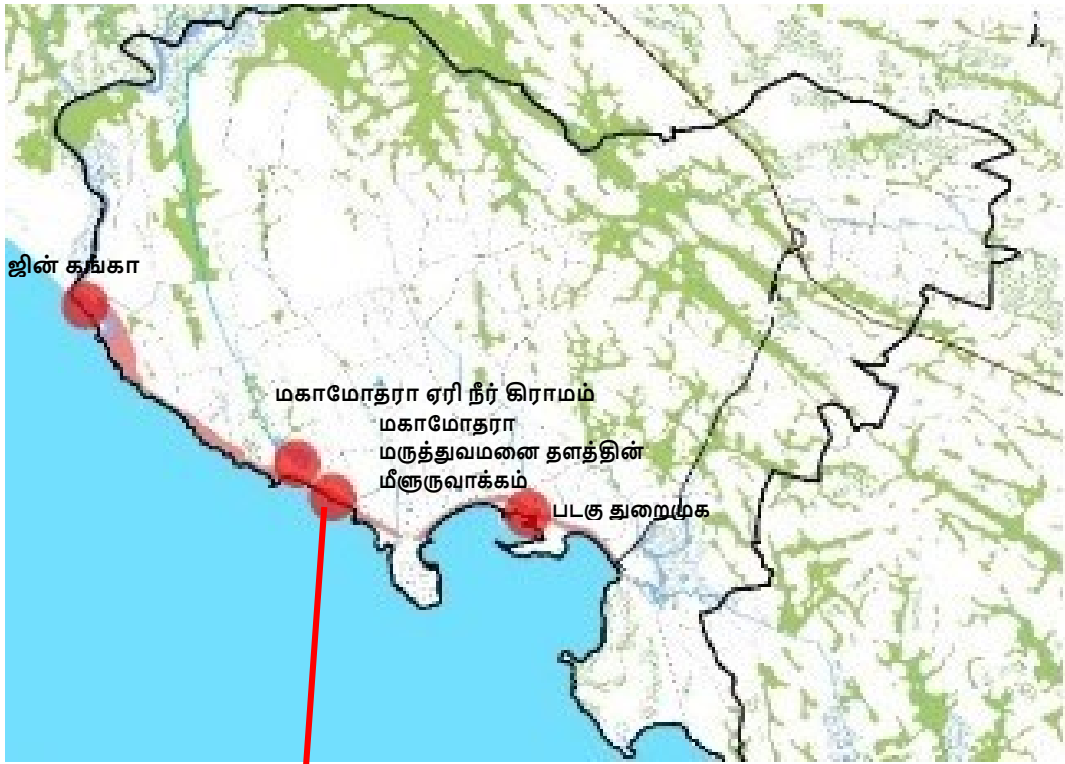 ஜின் கங்கா
மகாமோதரா ஏரி நீர் கிராமம்
மகாமோதரா
மருத்துவமனை தளத்தின்
மீளுருவாக்கம்
படகு துறைமுக